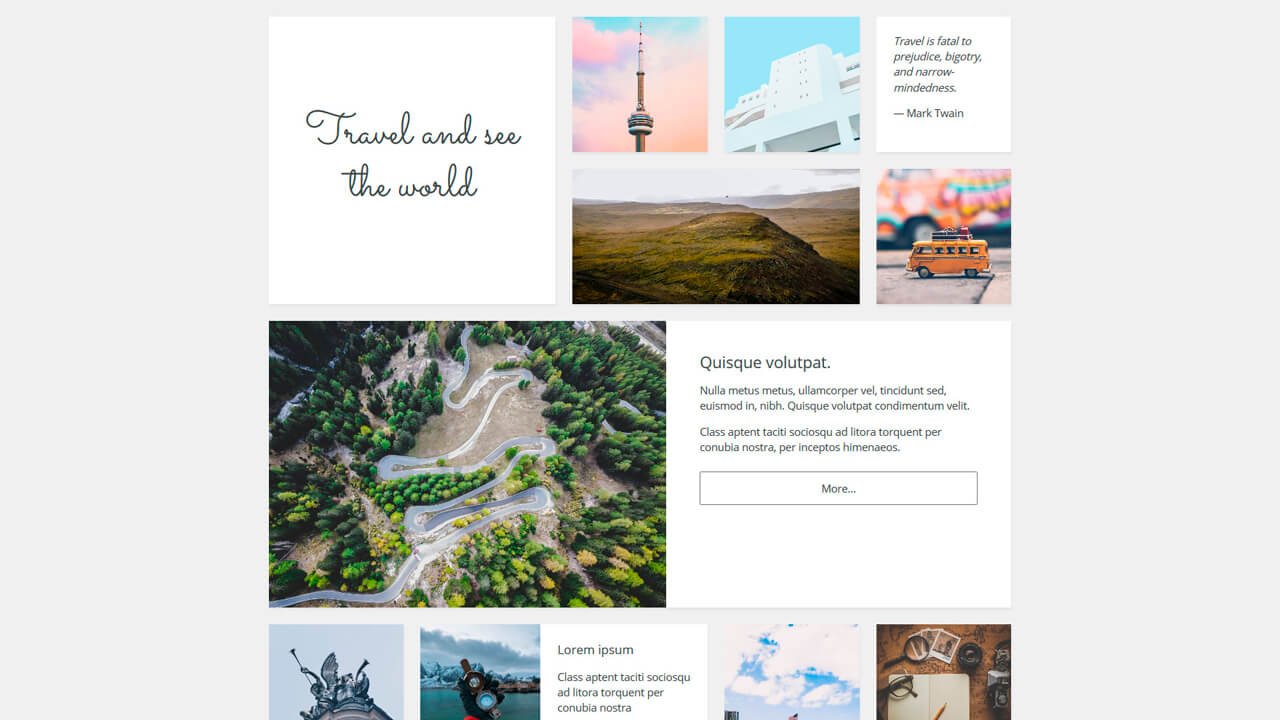 Travel and see
the world
Travel is fatal to
prejudice, bigotry,
and narrow-
mindedness.
— Mark Twain
Quisque volutpat.
Nulla metus metus, ullamcorper vel, tincidunt sed,
euismod in, nibh. Quisque volutpat condimentum velit.
Class aptent taciti sociosqu ad litora torquent per
conubia nostra, per inceptos himenaeos.
More...
Lorem ipsum
Class aptent taciti sociosqu
ad litora torquent per
conubia nostra